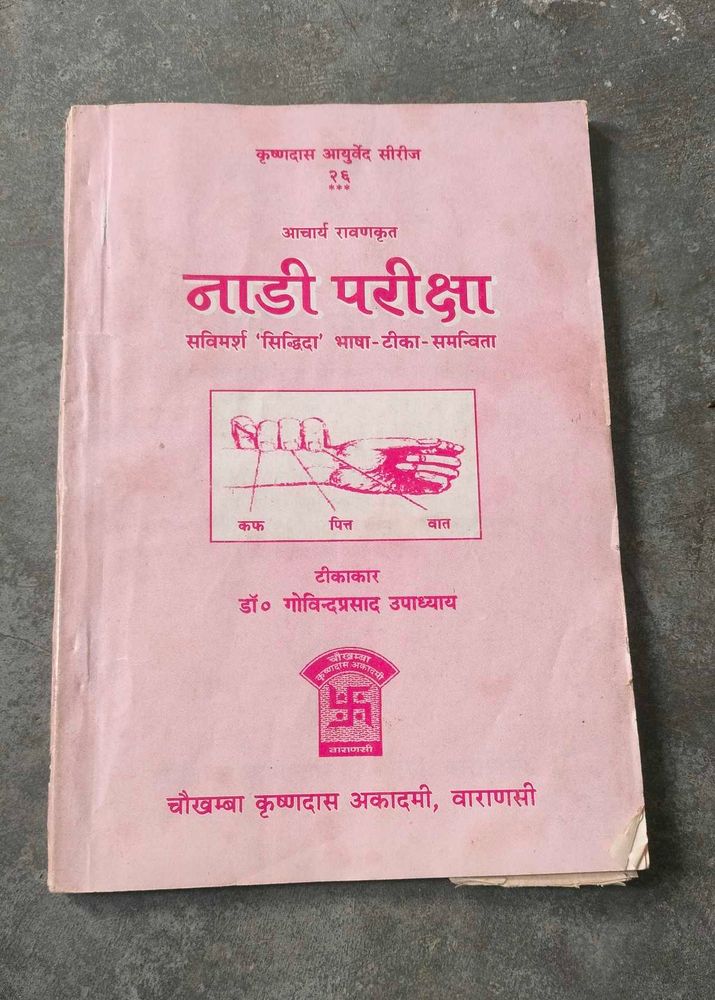 कृष्णदास आयुर्वेद सीरीज
२६
***
आचार्य रावणकृत
नाडी परीक्षा
सविमर्श 'सिद्धिदा' भाषा-टीका-समन्विता
कफ पित्त वात
टीकाकार
डॉ० गोविन्दप्रसाद उपाध्याय
चौखम्बा
कृष्णदास अकादमी
वाराणसी
चौखम्बा कृष्णदास अकादमी, वाराणसी